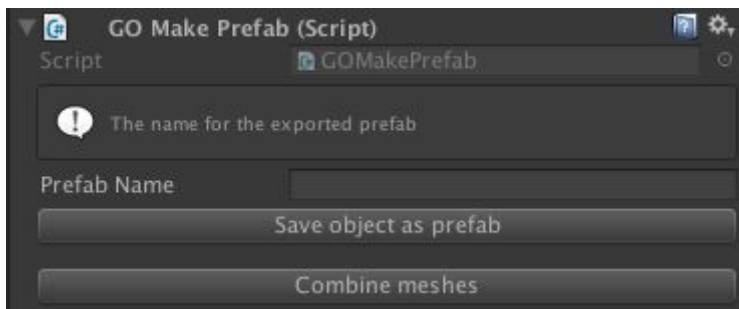 GO Make Prefab (Script)
Script GOMakePrefab
The name for the exported prefab
Prefab Name
Save object as prefab
Combine meshes